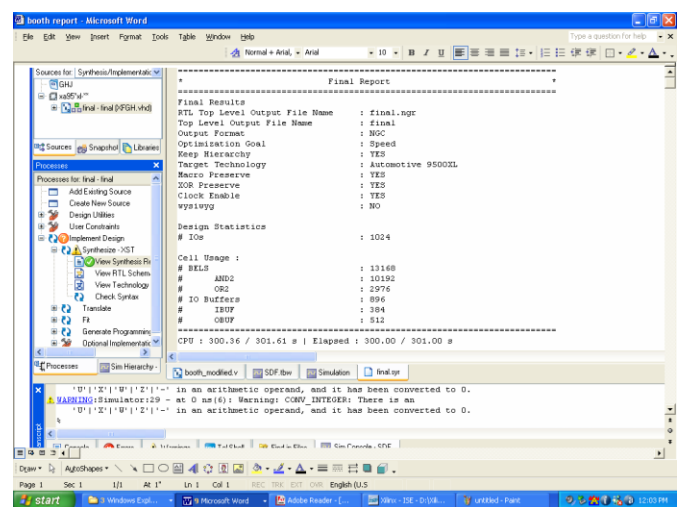 booth report - Microsoft Word
File Edit View Insert Format Tools Table Window Help Type a question for help
Normal + Arial, Arial 10 B I U
Sources for: Synthesis/Implementatic
GHJ
final - final (XFGH.vhd)
Sources Snapshot Libraries
Processes
Processes for: final - final
Add Existing Source
Create New Source
Design Utilities
User Constraints
Implement Design
Synthesize - XST
View Synthesis Re
View RTL Schem
View Technology
Check Syntax
Translate
Fit
Generate Programming
Optional Implementatic
Processes Sim Hierarchy -
=========================================================================
* Final Report *
=========================================================================
Final Results
RTL Top Level Output File Name : final.ngr
Top Level Output File Name : final
Output Format : NGC
Optimization Goal : Speed
Keep Hierarchy : YES
Target Technology : Automotive 9500XL
Macro Preserve : YES
XOR Preserve : YES
Clock Enable : YES
wysiwyg : NO
Design Statistics
# IOs : 1024
Cell Usage :
# BELS : 13168
# AND2 : 10192
# OR2 : 2976
# IO Buffers : 896
# IBUF : 384
# OBUF : 512
=========================================================================
CPU : 300.36 / 301.61 s | Elapsed : 300.00 / 301.00 s
booth_modified.v SDF.tbw Simulation final.syr
'U'|'X'|'W'|'Z'|'-' in an arithmetic operand, and it has been converted to 0.
WARNING:Simulator:29 - at 0 ns(6): Warning: CONV_INTEGER: There is an
'U'|'X'|'W'|'Z'|'-' in an arithmetic operand, and it has been converted to 0.
%
Draw AutoShapes
Page 1 Sec 1 1/1 At 1" Ln 1 Col 1 REC TRK EXT OVR English (U.S
start 3 Windows Expl... 9 Microsoft Word Adobe Reader - [... Xilinx - ISE - D:\Xili... untitled - Paint 12:03 PM